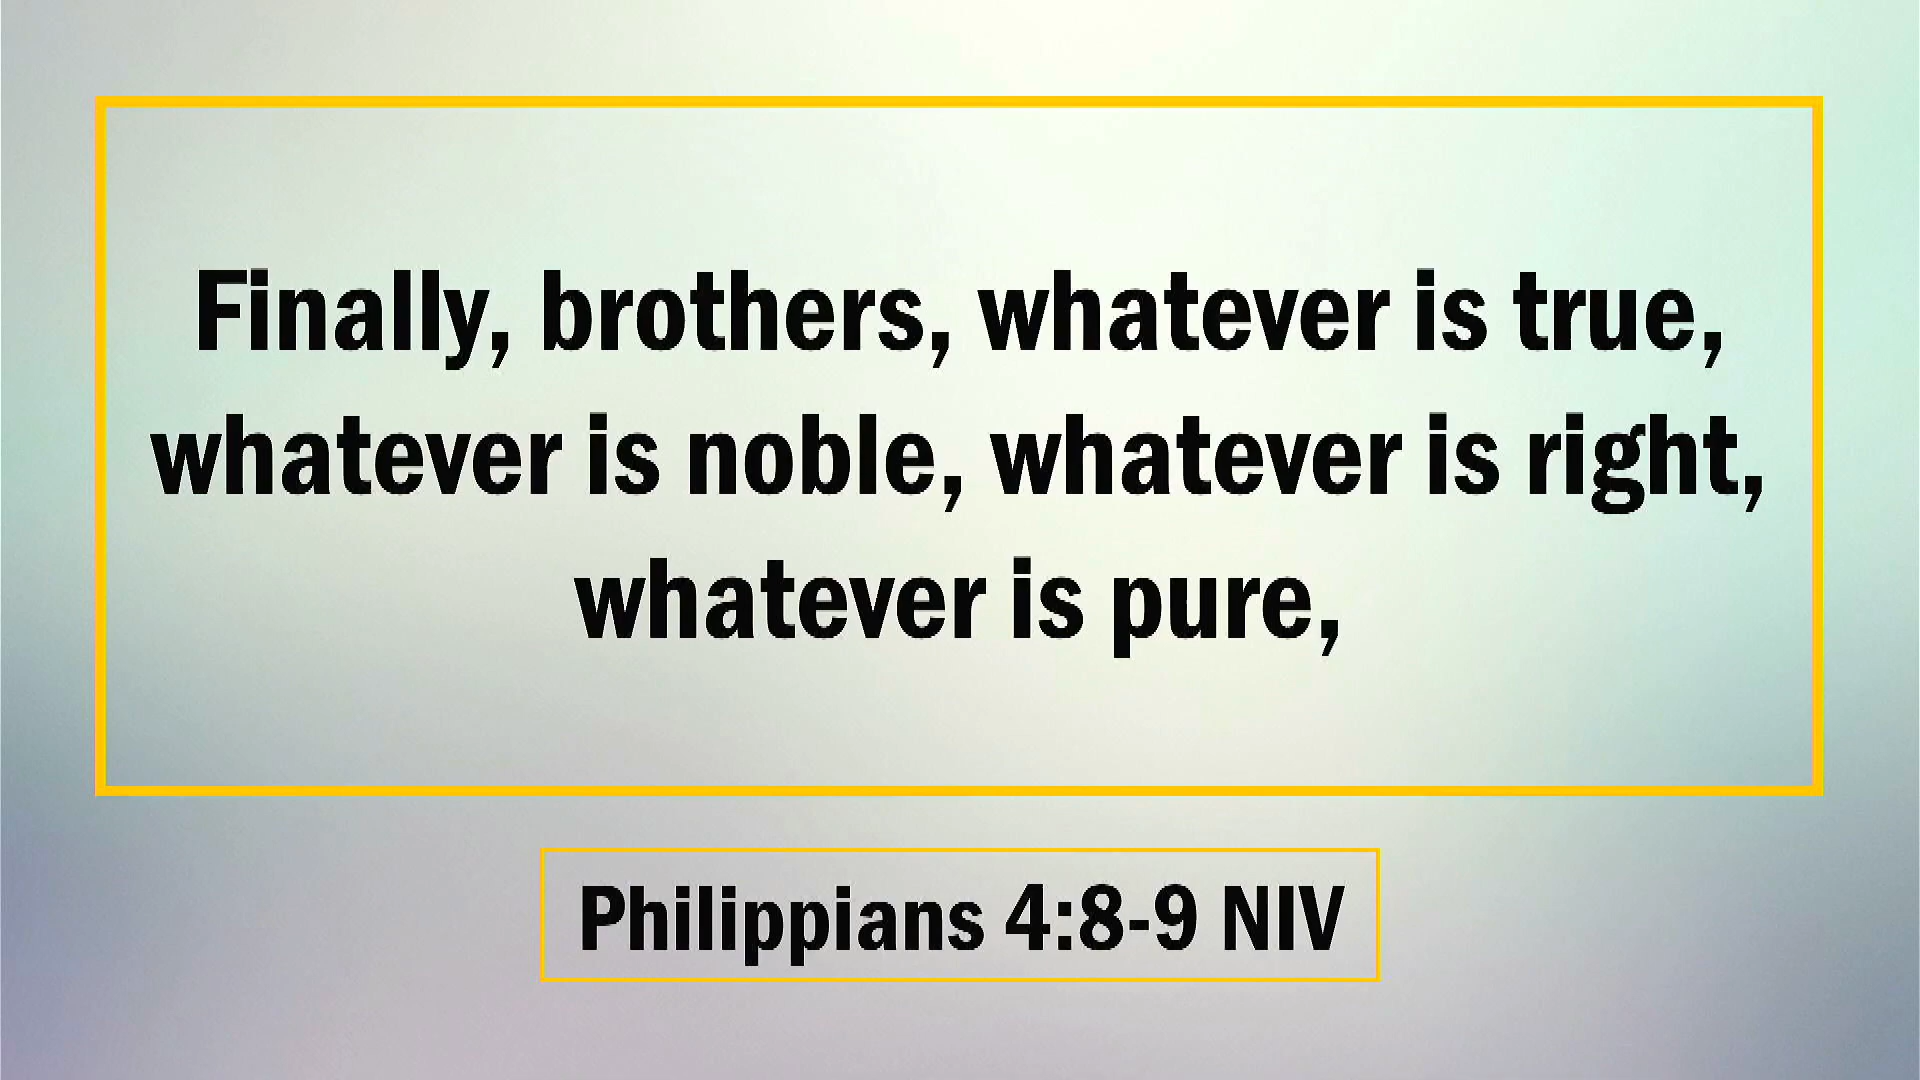 Finally, brothers, whatever is true,
whatever is noble, whatever is right,
whatever is pure,
Philippians 4:8-9 NIV